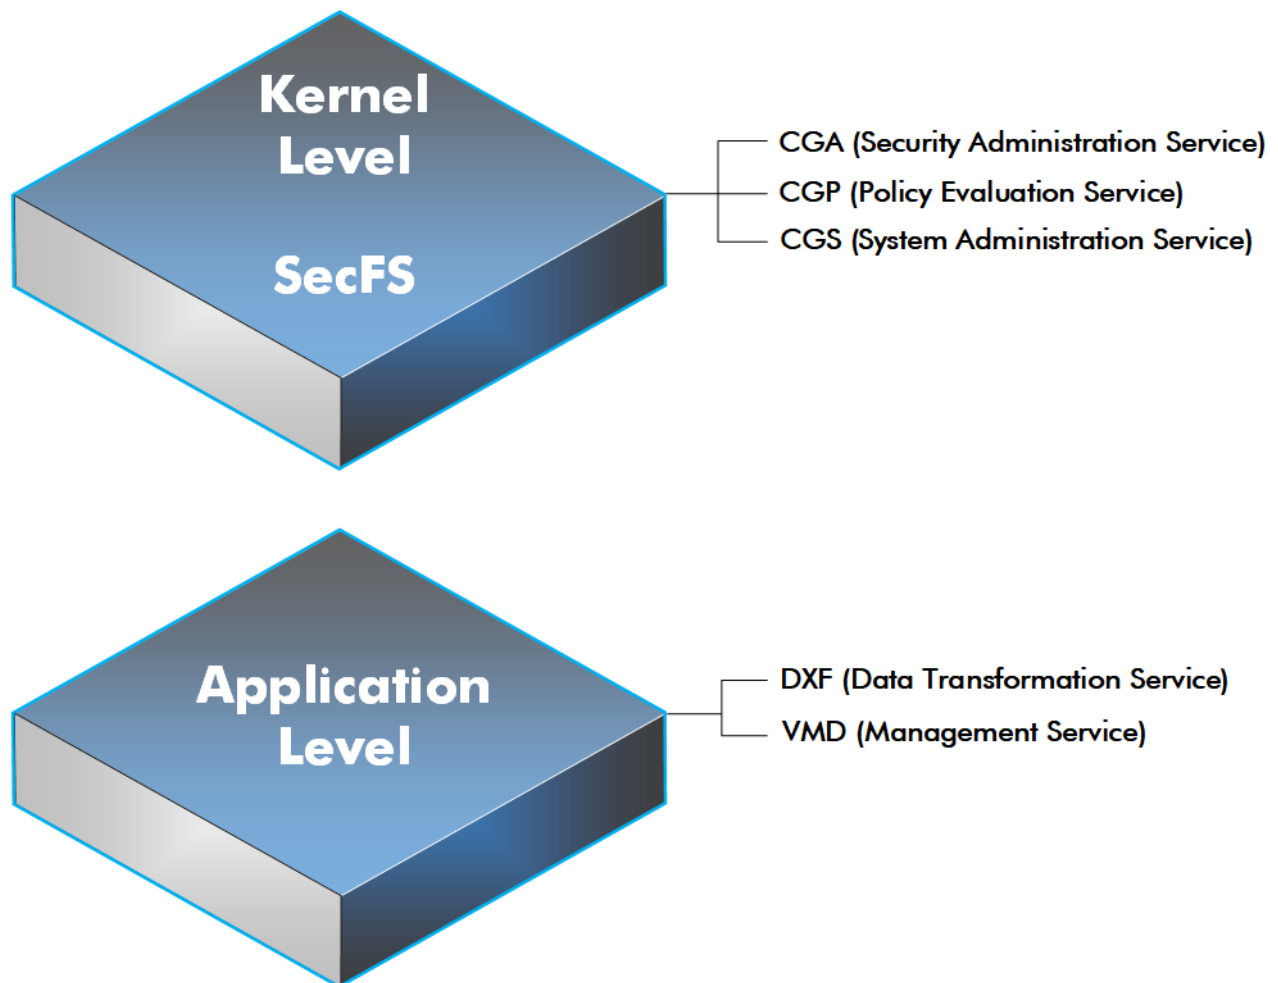 Kernel
Level
SecFS
CGA (Security Administration Service)
CGP (Policy Evaluation Service)
CGS (System Administration Service)
Application
Level
DXF (Data Transformation Service)
VMD (Management Service)